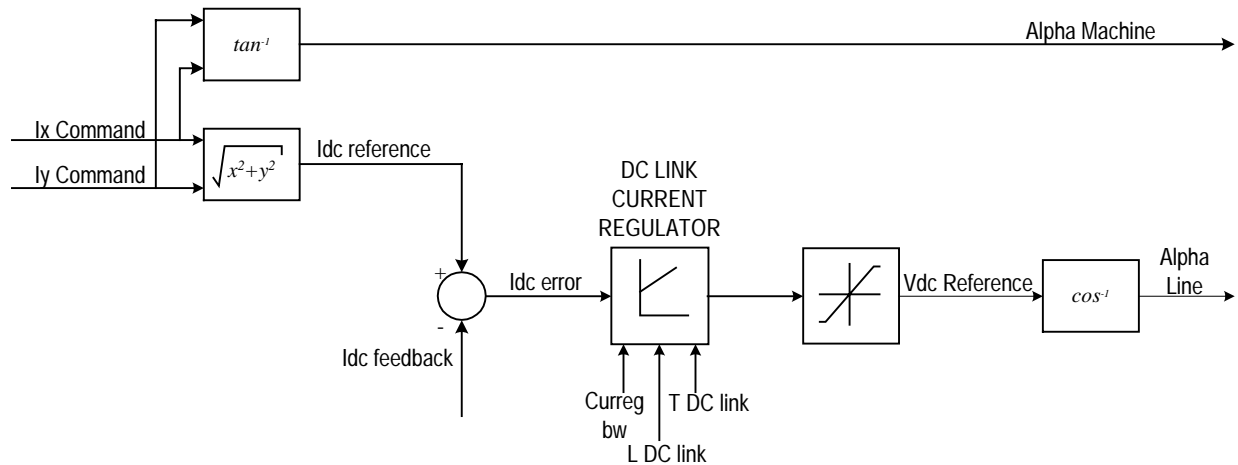 tan-1
Alpha Machine
Ix Command
Iy Command
√x2+y2
Idc reference
DC LINK
CURRENT
REGULATOR
+
-
Idc error
Idc feedback
Vdc Reference
cos-1
Alpha
Line
Curreg
bw
T DC link
L DC link